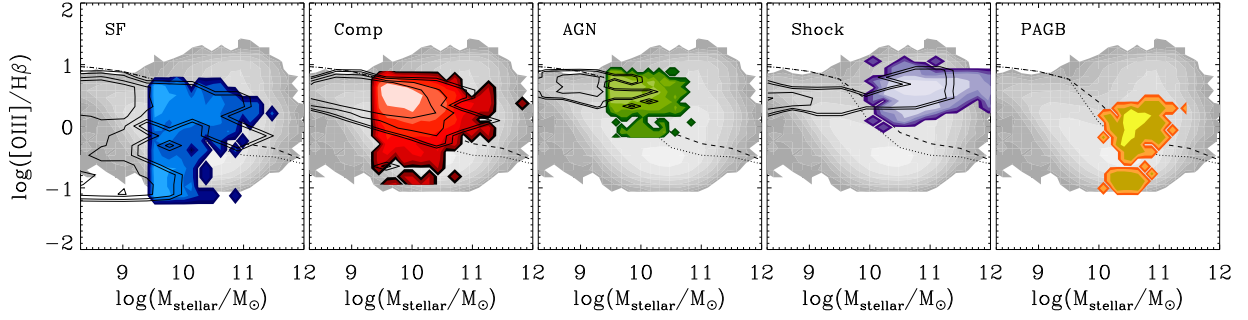 SF Comp AGN Shock PAGB
log([OIII]/Hβ)
2
1
0
−1
−2
9 10 11 12 9 10 11 12 9 10 11 12 9 10 11 12 9 10 11 12
log(M_stellar/M_⊙) log(M_stellar/M_⊙) log(M_stellar/M_⊙) log(M_stellar/M_⊙) log(M_stellar/M_⊙)